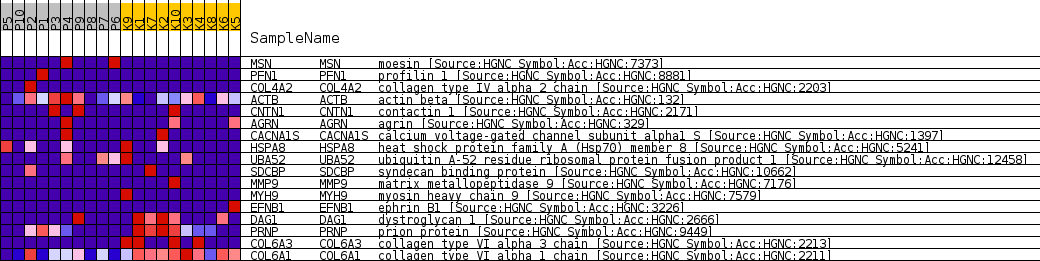 P5 P10 P2 P1 P3 P4 P9 P8 P7 P6 K9 K1 K7 K2 K10 K3 K4 K8 K6 K5
SampleName
MSN MSN moesin [Source:HGNC Symbol;Acc:HGNC:7373]
PFN1 PFN1 profilin 1 [Source:HGNC Symbol;Acc:HGNC:8881]
COL4A2 COL4A2 collagen type IV alpha 2 chain [Source:HGNC Symbol;Acc:HGNC:2203]
ACTB ACTB actin beta [Source:HGNC Symbol;Acc:HGNC:132]
CNTN1 CNTN1 contactin 1 [Source:HGNC Symbol;Acc:HGNC:2171]
AGRN AGRN agrin [Source:HGNC Symbol;Acc:HGNC:329]
CACNA1S CACNA1S calcium voltage-gated channel subunit alpha1 S [Source:HGNC Symbol;Acc:HGNC:1397]
HSPA8 HSPA8 heat shock protein family A (Hsp70) member 8 [Source:HGNC Symbol;Acc:HGNC:5241]
UBA52 UBA52 ubiquitin A-52 residue ribosomal protein fusion product 1 [Source:HGNC Symbol;Acc:HGNC:12458]
SDCBP SDCBP syndecan binding protein [Source:HGNC Symbol;Acc:HGNC:10662]
MMP9 MMP9 matrix metallopeptidase 9 [Source:HGNC Symbol;Acc:HGNC:7176]
MYH9 MYH9 myosin heavy chain 9 [Source:HGNC Symbol;Acc:HGNC:7579]
EFNB1 EFNB1 ephrin B1 [Source:HGNC Symbol;Acc:HGNC:3226]
DAG1 DAG1 dystroglycan 1 [Source:HGNC Symbol;Acc:HGNC:2666]
PRNP PRNP prion protein [Source:HGNC Symbol;Acc:HGNC:9449]
COL6A3 COL6A3 collagen type VI alpha 3 chain [Source:HGNC Symbol;Acc:HGNC:2213]
COL6A1 COL6A1 collagen type VI alpha 1 chain [Source:HGNC Symbol;Acc:HGNC:2211]